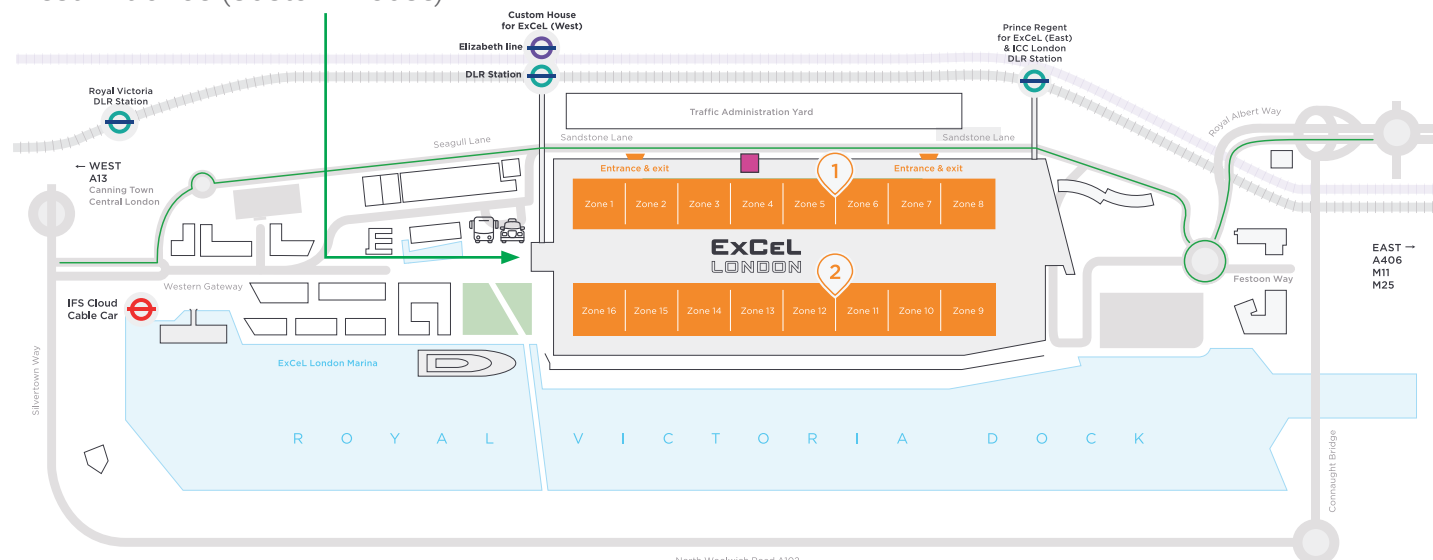 Custom House
for ExCeL (West)
Elizabeth line
DLR Station
Prince Regent
for ExCeL (East)
& ICC London
DLR Station
Royal Victoria
DLR Station
Traffic Administration Yard
Royal Albert Way
Seagull Lane
Sandstone Lane
Sandstone Lane
← WEST
A13
Canning Town
Central London
Entrance & exit
Entrance & exit
1
Zone 1
Zone 2
Zone 3
Zone 4
Zone 5
Zone 6
Zone 7
Zone 8
ExCeL
LONDON
2
EAST →
A406
M11
M25
Festoon Way
Western Gateway
IFS Cloud
Cable Car
Zone 16
Zone 15
Zone 14
Zone 13
Zone 12
Zone 11
Zone 10
Zone 9
ExCeL London Marina
Silvertown Way
ROYAL VICTORIA DOCK
Connaught Bridge